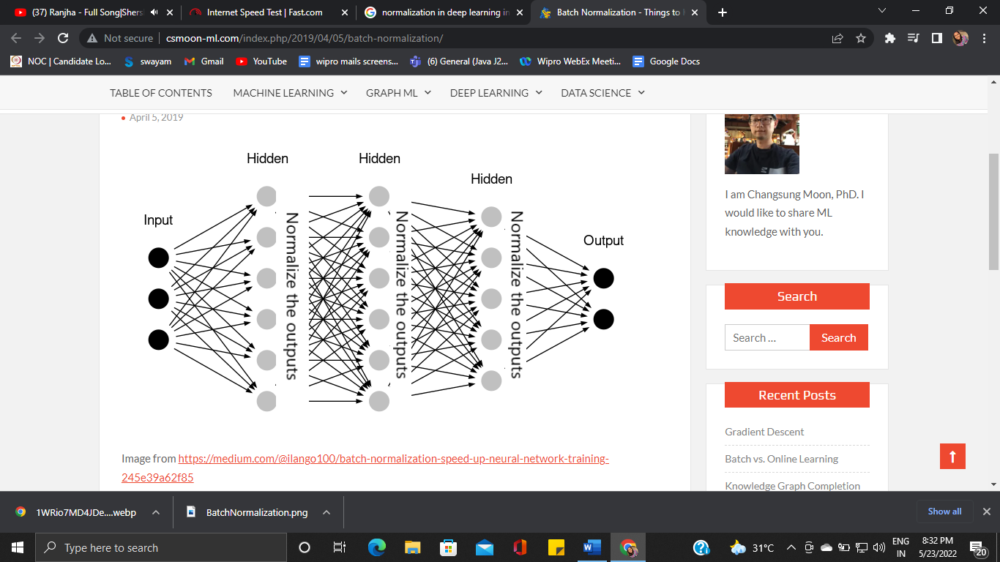 (37) Ranjha - Full Song|Shers
Internet Speed Test | Fast.com
normalization in deep learning in
Batch Normalization - Things to
Not secure
csmoon-ml.com/index.php/2019/04/05/batch-normalization/
NOC | Candidate Lo...
swayam
Gmail
YouTube
wipro mails screens...
(6) General (Java J2...
Wipro WebEx Meeti...
Google Docs
TABLE OF CONTENTS
MACHINE LEARNING
GRAPH ML
DEEP LEARNING
DATA SCIENCE
April 5, 2019
Hidden
Hidden
Hidden
Input
Output
Normalize the outputs
Normalize the outputs
Normalize the outputs
Image from https://medium.com/@ilango100/batch-normalization-speed-up-neural-network-training-
245e39a62f85
I am Changsung Moon, PhD. I
would like to share ML
knowledge with you.
Search
Search ...
Search
Recent Posts
Gradient Descent
Batch vs. Online Learning
Knowledge Graph Completion
1WRio7MD4JDe....webp
BatchNormalization.png
Show all
Type here to search
31°C
ENG
IN
8:32 PM
5/23/2022
20